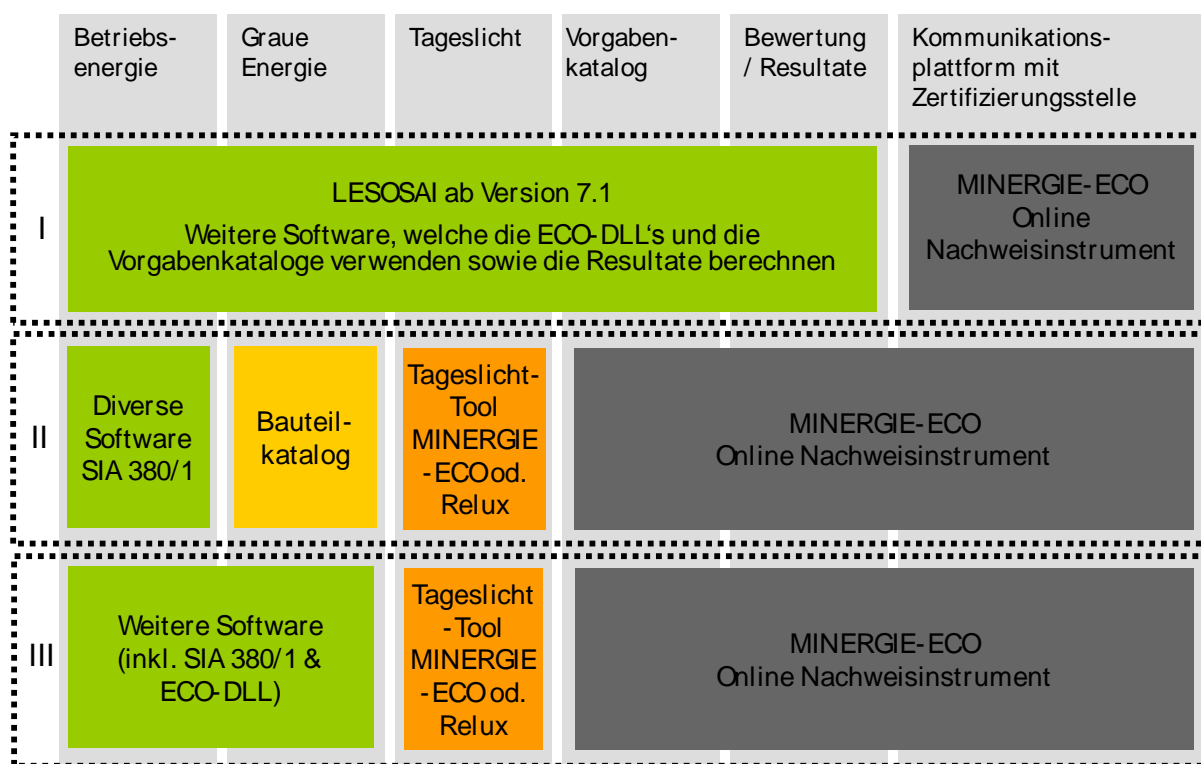 Betriebs-
energie
Graue
Energie
Tageslicht
Vorgaben-
katalog
Bewertung
/ Resultate
Kommunikations-
plattform mit
Zertifizierungsstelle
I
LESOSAI ab Version 7.1
Weitere Software, welche die ECO-DLL‘s und die
Vorgabenkataloge verwenden sowie die Resultate berechnen
MINERGIE-ECO
Online
Nachweisinstrument
II
Diverse
Software
SIA 380/1
Bauteil-
katalog
Tageslicht-
Tool
MINERGIE
-ECO od.
Relux
MINERGIE-ECO
Online Nachweisinstrument
III
Weitere Software
(inkl. SIA 380/1 &
ECO-DLL)
Tageslicht
-Tool
MINERGIE
-ECO od.
Relux
MINERGIE-ECO
Online Nachweisinstrument